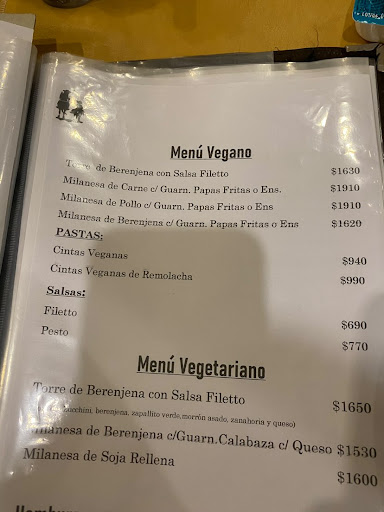 Menú Vegano
Torre de Berenjena con Salsa Filetto $1630
Milanesa de Carne c/ Guarn. Papas Fritas o Ens. $1910
Milanesa de Pollo c/ Guarn. Papas Fritas o Ens $1910
Milanesa de Berenjena c/ Guarn. Papas Fritas o Ens $1620
PASTAS:
Cintas Veganas $940
Cintas Veganas de Remolacha $990
Salsas:
Filetto $690
Pesto $770
Menú Vegetariano
Torre de Berenjena con Salsa Filetto $1650
berenjena, zapallito verde, morrón asado, zanahoria y queso)
Milanesa de Berenjena c/Guarn.Calabaza c/ Queso $1530
Milanesa de Soja Rellena $1600